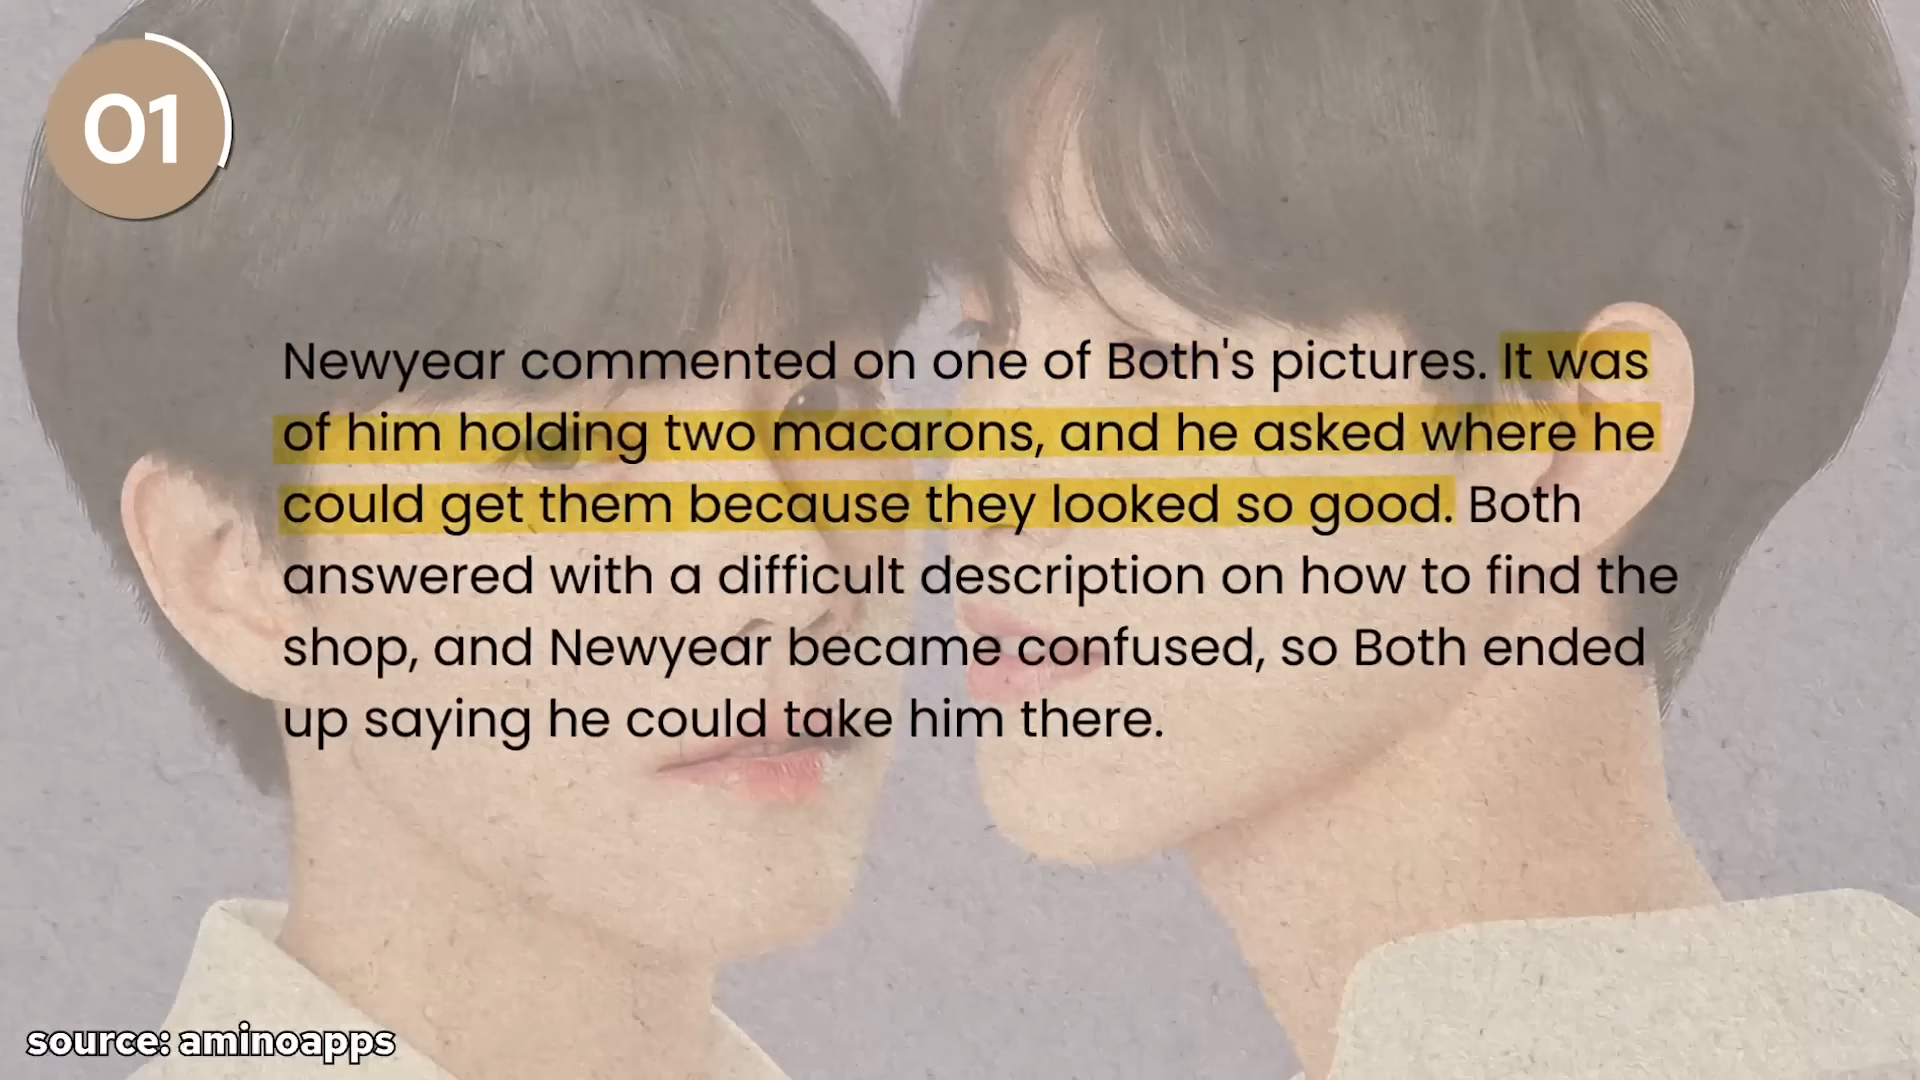 01
Newyear commented on one of Both's pictures. It was
of him holding two macarons, and he asked where he
could get them because they looked so good. Both
answered with a difficult description on how to find the
shop, and Newyear became confused, so Both ended
up saying he could take him there.
source: aminoapps